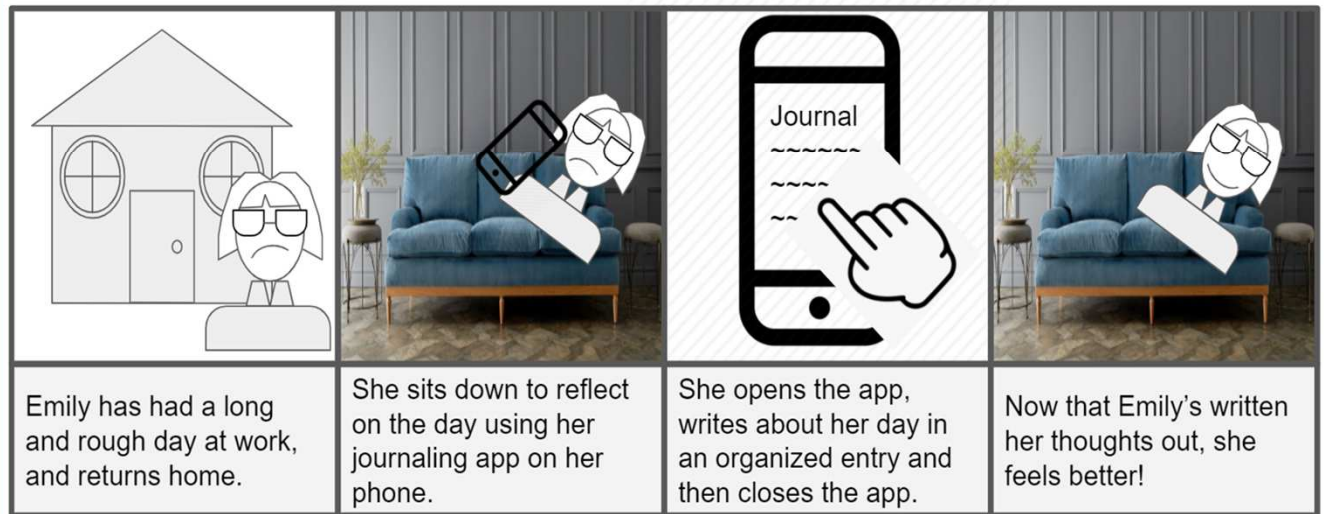 Journal
~~~~~~
~~~~
~~
Emily has had a long
and rough day at work,
and returns home.
She sits down to reflect
on the day using her
journaling app on her
phone.
She opens the app,
writes about her day in
an organized entry and
then closes the app.
Now that Emily's written
her thoughts out, she
feels better!